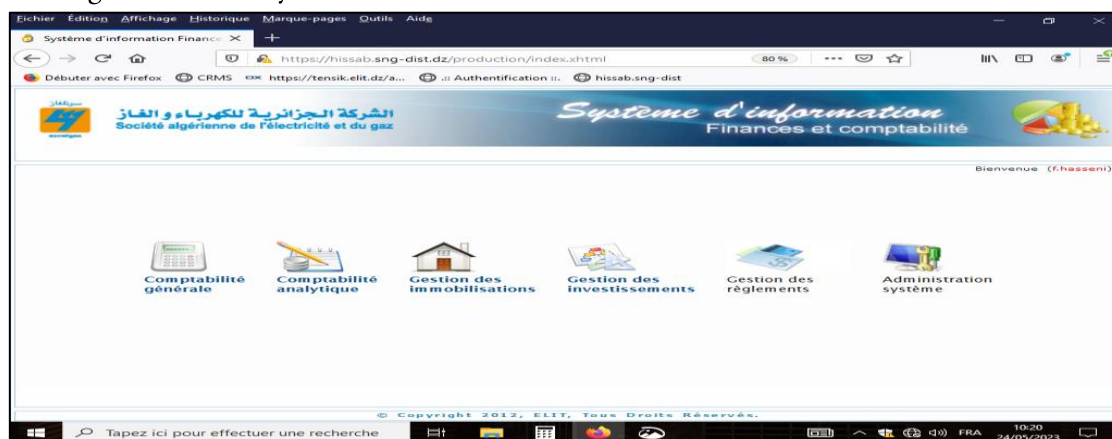 Fichier Édition Affichage Historique Marque-pages Outils Aide
Système d'information Financ
https://hissab.sng-dist.dz/production/index.xhtml
80 %
Débuter avec Firefox CRMS https://tensik.elit.dz/a... .:: Authentification ::. hissab.sng-dist
سونلغاز
sonelgaz
الشركة الجزائرية للكهرباء و الغاز
Société algérienne de l'électricité et du gaz
Système d'information
Finances et comptabilité
Bienvenue (f.hasseni)
Comptabilité générale
Comptabilité analytique
Gestion des immobilisations
Gestion des investissements
Gestion des règlements
Administration système
© Copyright 2012, ELIT, Tous Droits Réservés.
Tapez ici pour effectuer une recherche
FRA
10:20
24/05/2023